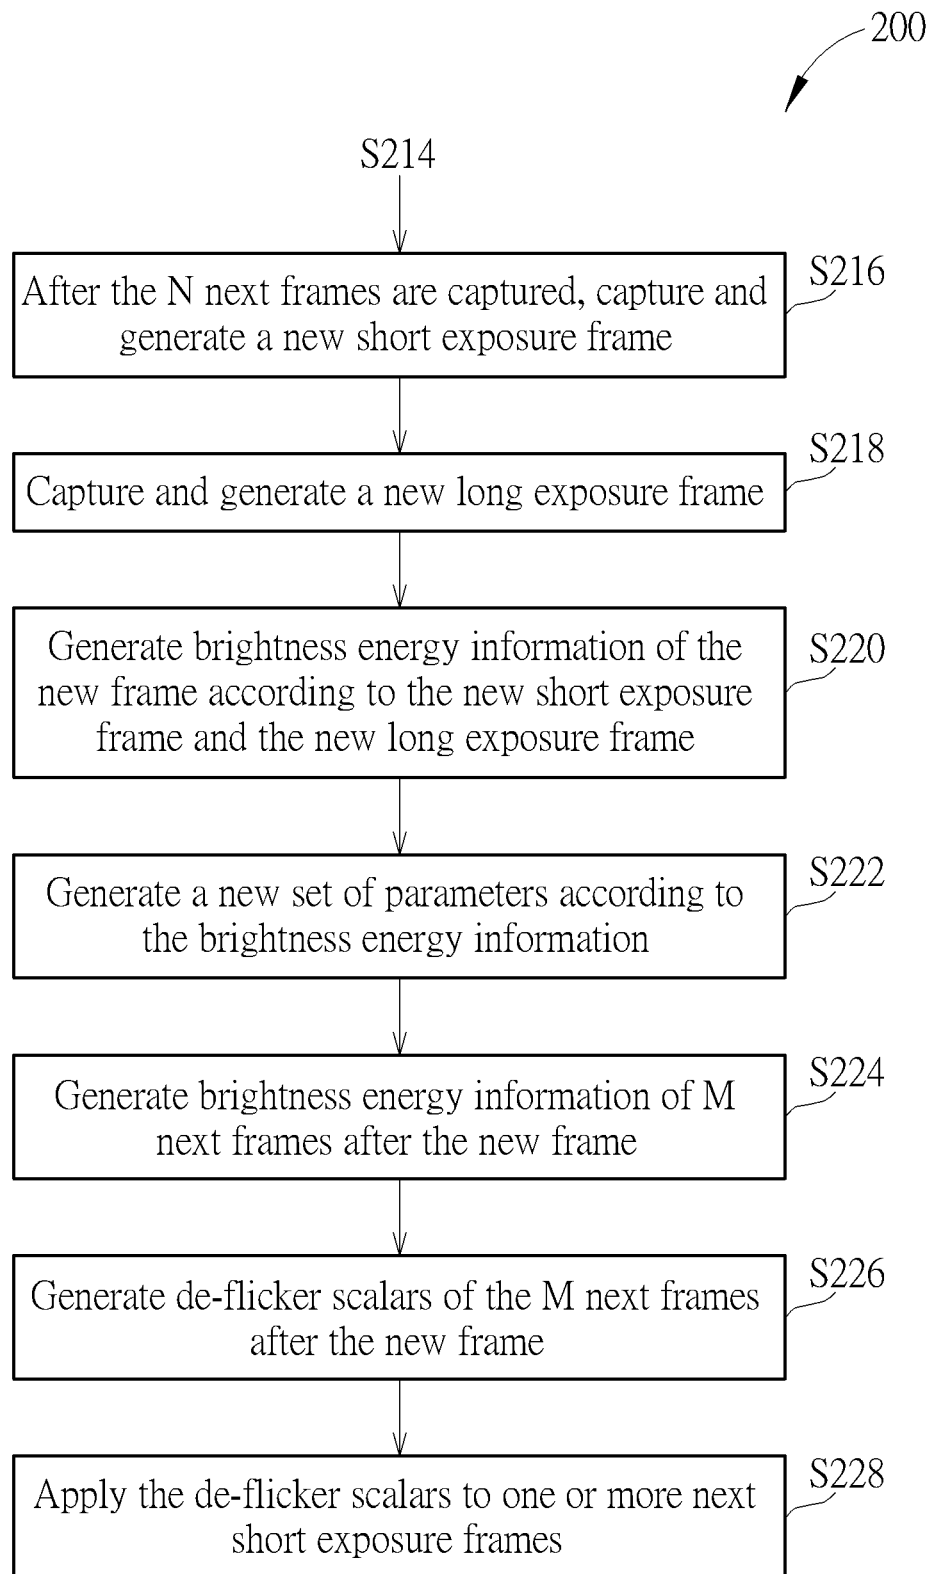 200
S214
After the N next frames are captured, capture and
generate a new short exposure frame
S216
Capture and generate a new long exposure frame
S218
Generate brightness energy information of the
new frame according to the new short exposure
frame and the new long exposure frame
S220
Generate a new set of parameters according to
the brightness energy information
S222
Generate brightness energy information of M
next frames after the new frame
S224
Generate de-flicker scalars of the M next frames
after the new frame
S226
Apply the de-flicker scalars to one or more next
short exposure frames
S228